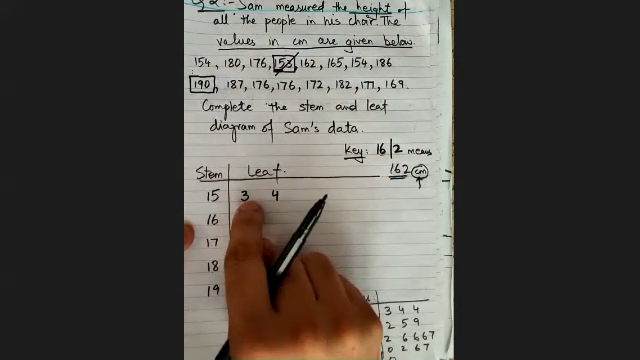 Q2:- Sam measured the height of
all the people in his chair. The
values in cm are given below
154, 180, 176, 153, 162, 165, 154, 186
190, 187, 176, 176, 172, 182, 177, 169.
Complete the stem and leaf
diagram of Sam's data.
Key: 16|2 means
162 cm
Stem Leaf.
15 3 4
16
17
18
19
3 4 4
2 5 9
2 6 6 6 7
0 2 6 7
0